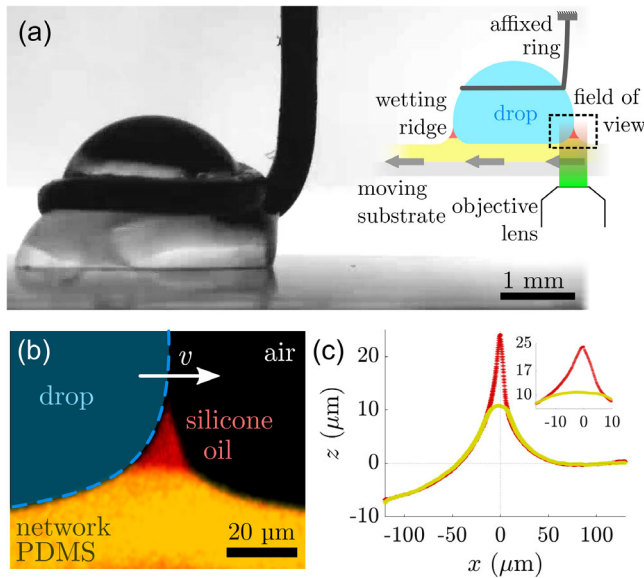 (a)
affixed
ring
wetting
ridge
drop
field of
view
moving
substrate
objective
lens
1 mm
(b)
v
air
drop
silicone
oil
network
PDMS
20 μm
(c)
z (μm)
20
10
0
-10
-100
-50
0
50
100
x (μm)
25
17
10
-10
0
10